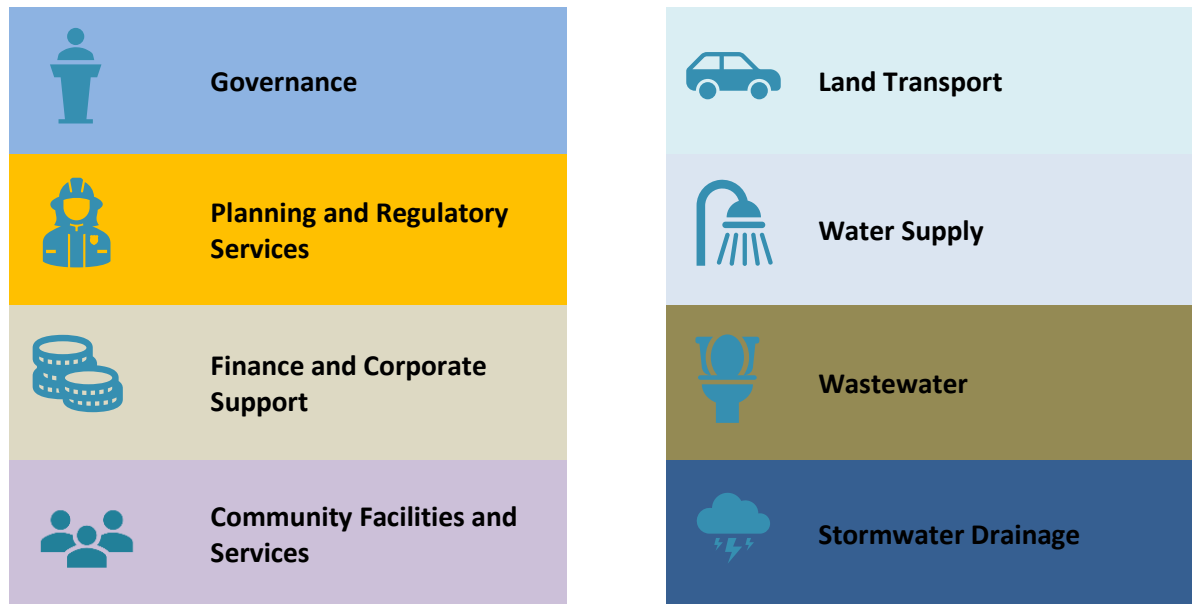 Governance
Planning and Regulatory
Services
Finance and Corporate
Support
Community Facilities and
Services
Land Transport
Water Supply
Wastewater
Stormwater Drainage